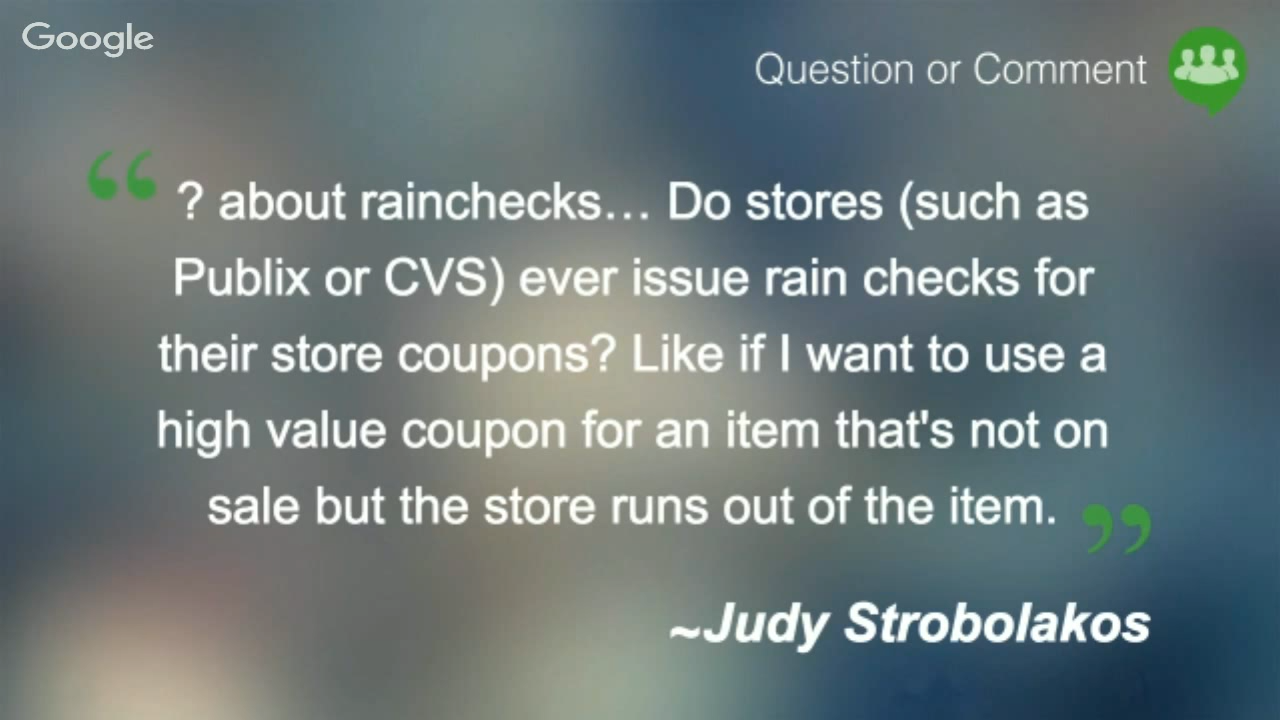 Google
Question or Comment
“ ? about rainchecks... Do stores (such as
Publix or CVS) ever issue rain checks for
their store coupons? Like if I want to use a
high value coupon for an item that's not on
sale but the store runs out of the item. ”
~Judy Strobolakos